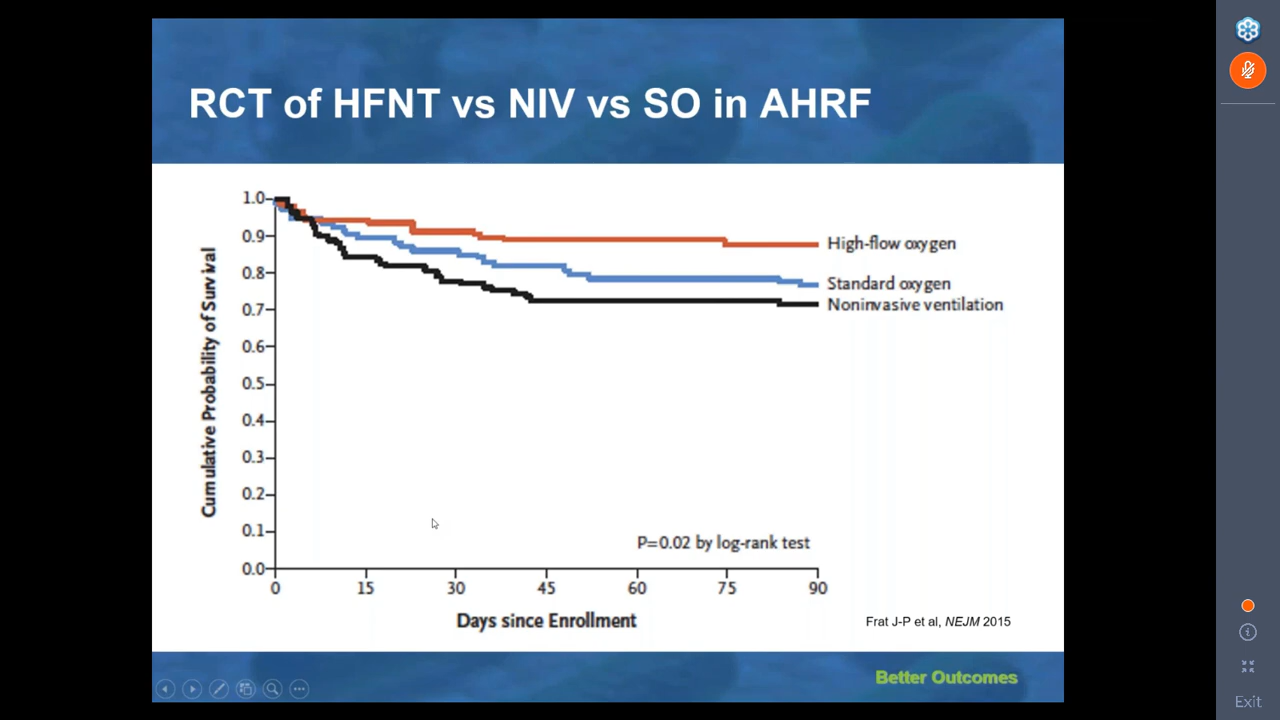 RCT of HFNT vs NIV vs SO in AHRF
Cumulative Probability of Survival
1.0
0.9
0.8
0.7
0.6
0.5
0.4
0.3
0.2
0.1
0.0
High-flow oxygen
Standard oxygen
Noninvasive ventilation
P=0.02 by log-rank test
0 15 30 45 60 75 90
Days since Enrollment
Frat J-P et al, NEJM 2015
Better Outcomes
Exit